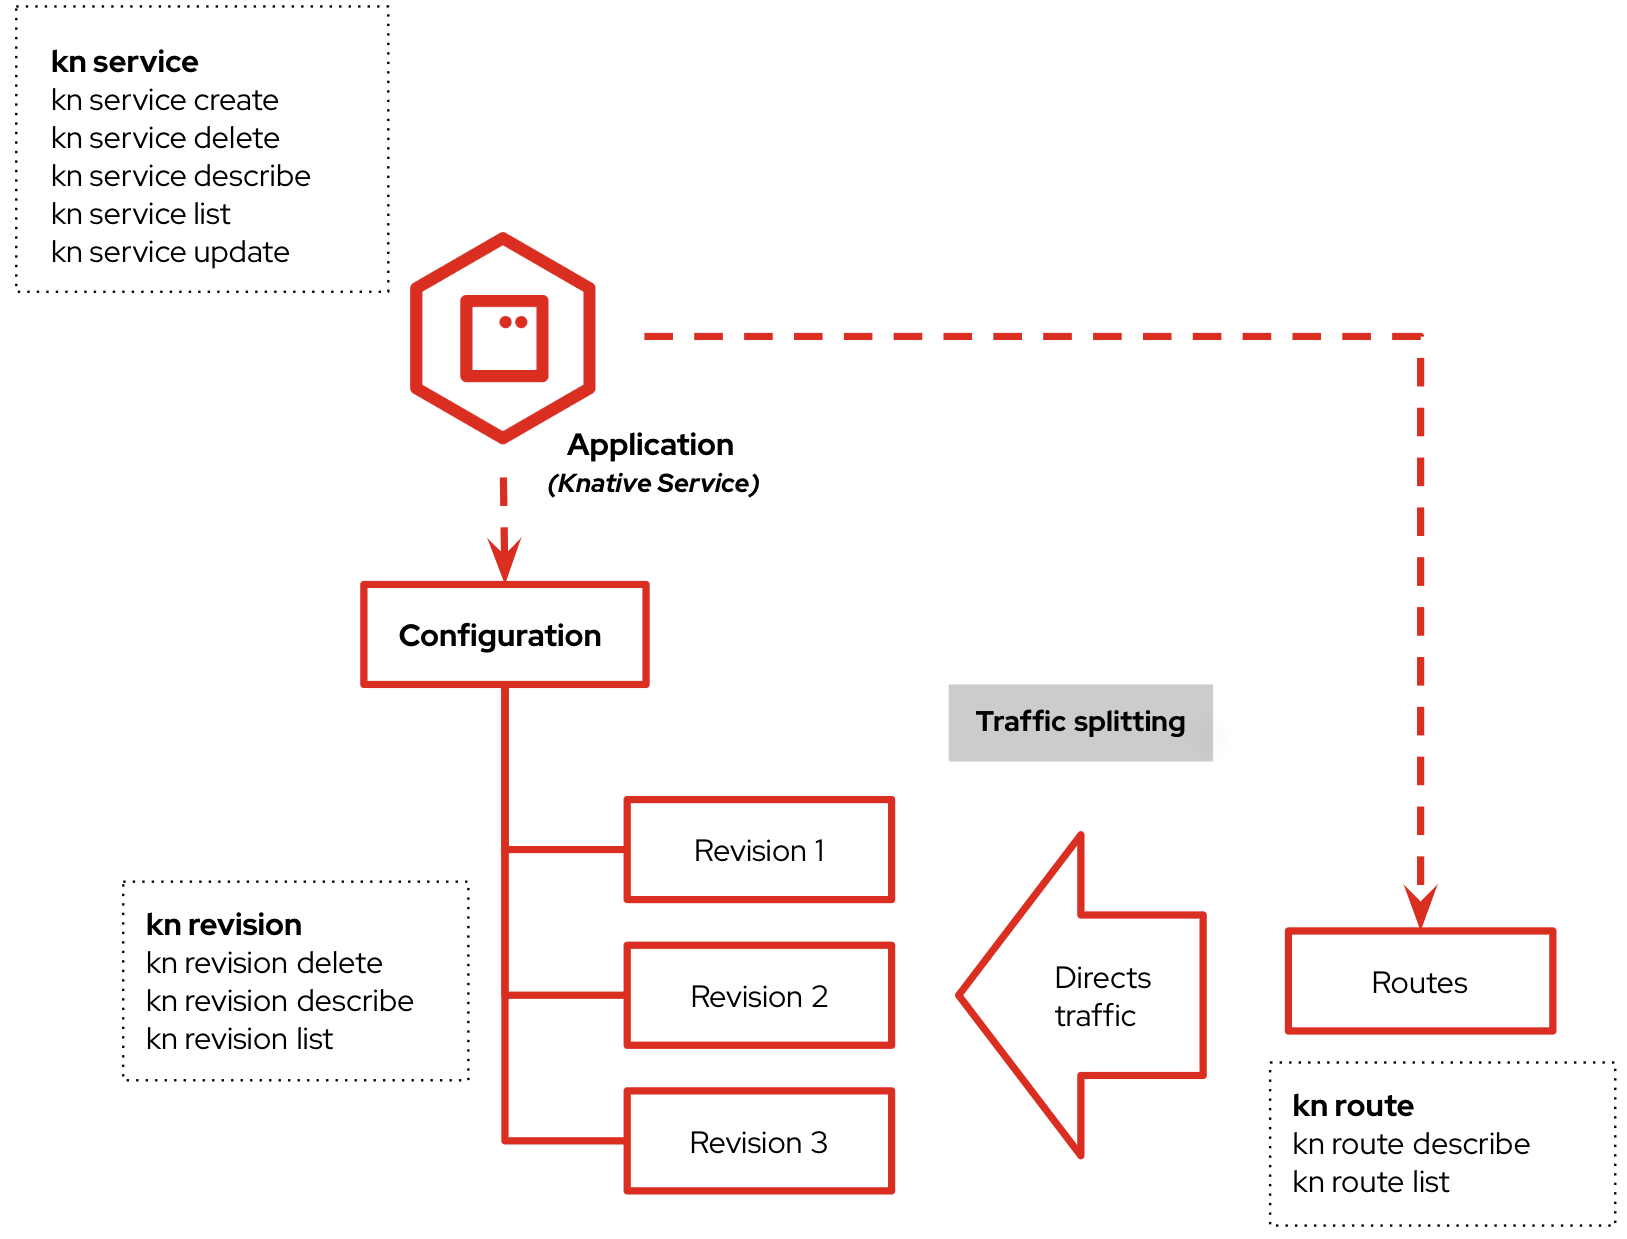 kn service
kn service create
kn service delete
kn service describe
kn service list
kn service update
Application
(Knative Service)
Configuration
Traffic splitting
Revision 1
kn revision
kn revision delete
kn revision describe
kn revision list
Revision 2
Directs
traffic
Routes
Revision 3
kn route
kn route describe
kn route list